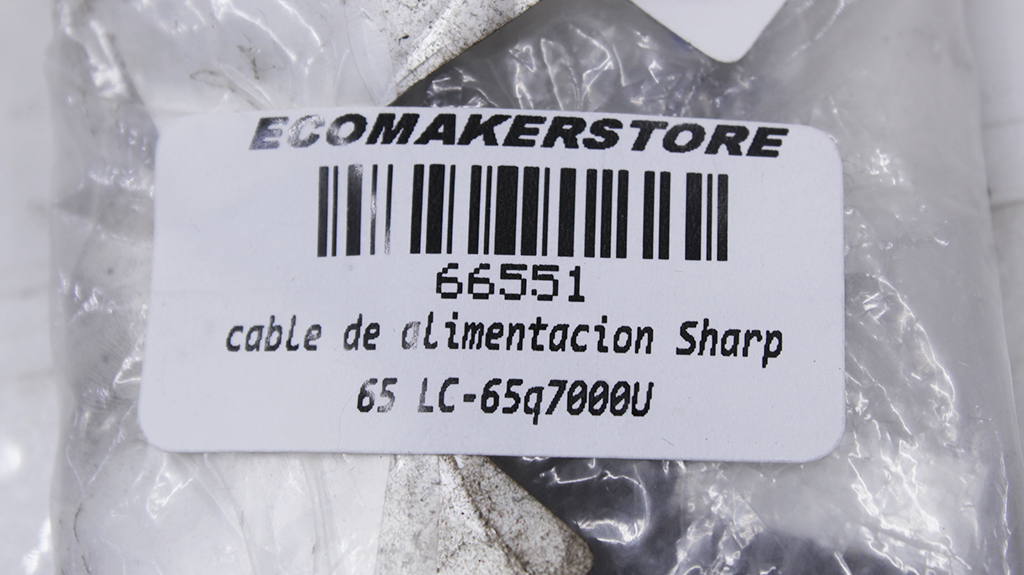 ECOMAKERSTORE
66551
cable de alimentacion Sharp
65 LC-65q7000U